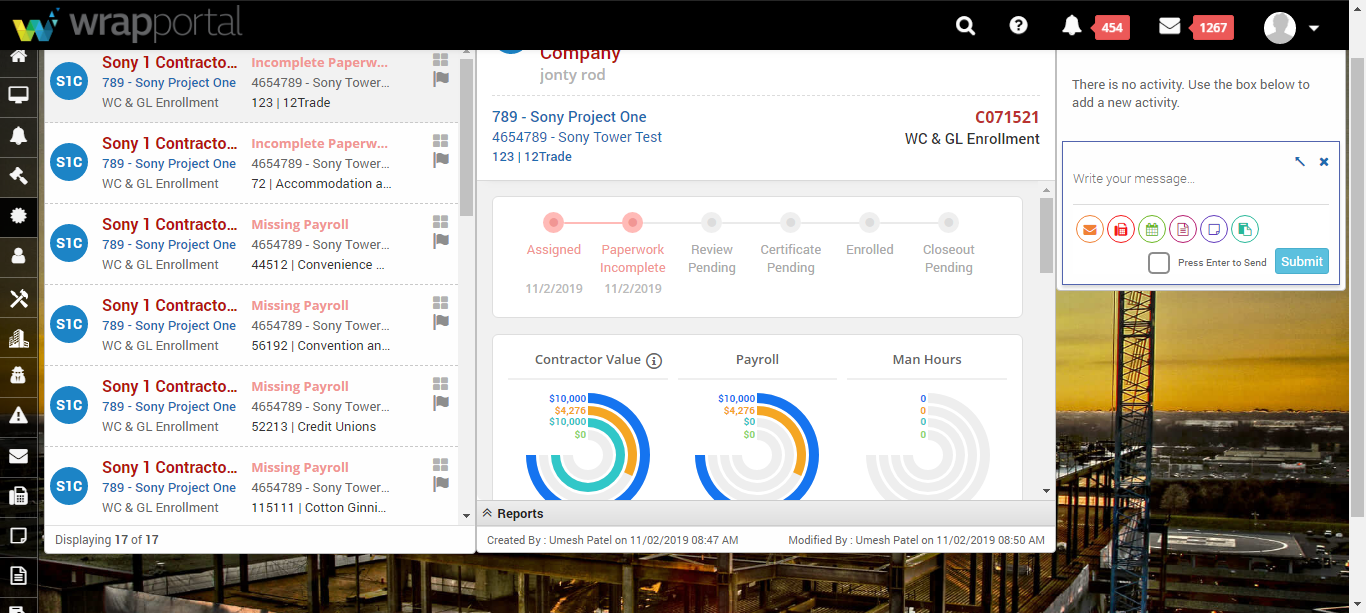 wrapportal
454
1267
S1C
Sony 1 Contracto...
Incomplete Paperw...
789 - Sony Project One
4654789 - Sony Tower...
WC & GL Enrollment
123 | 12Trade
S1C
Sony 1 Contracto...
Incomplete Paperw...
789 - Sony Project One
4654789 - Sony Tower...
WC & GL Enrollment
72 | Accommodation a...
S1C
Sony 1 Contracto...
Missing Payroll
789 - Sony Project One
4654789 - Sony Tower...
WC & GL Enrollment
44512 | Convenience ...
S1C
Sony 1 Contracto...
Missing Payroll
789 - Sony Project One
4654789 - Sony Tower...
WC & GL Enrollment
56192 | Convention an...
S1C
Sony 1 Contracto...
Missing Payroll
789 - Sony Project One
4654789 - Sony Tower...
WC & GL Enrollment
52213 | Credit Unions
S1C
Sony 1 Contracto...
Missing Payroll
789 - Sony Project One
4654789 - Sony Tower...
WC & GL Enrollment
115111 | Cotton Ginni...
Displaying 17 of 17
Company
jonty rod
789 - Sony Project One
C071521
4654789 - Sony Tower Test
WC & GL Enrollment
123 | 12Trade
Assigned
11/2/2019
Paperwork
Incomplete
11/2/2019
Review
Pending
Certificate
Pending
Enrolled
Closeout
Pending
Contractor Value
$10,000
$4,276
$10,000
$0
Payroll
$10,000
$4,276
$0
$0
Man Hours
0
0
0
0
Reports
Created By : Umesh Patel on 11/02/2019 08:47 AM
Modified By : Umesh Patel on 11/02/2019 08:50 AM
There is no activity. Use the box below to
add a new activity.
Write your message...
Press Enter to Send
Submit